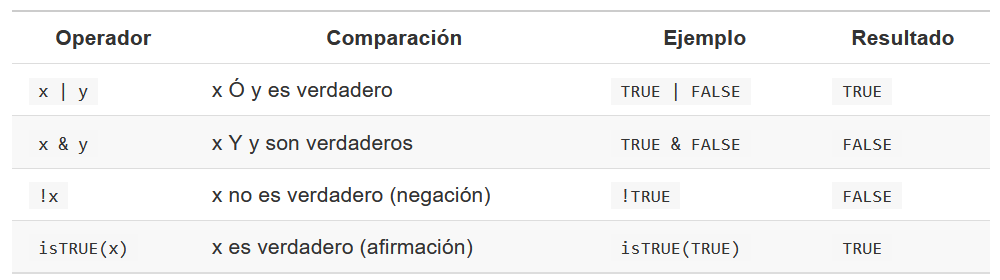 Operador Comparación Ejemplo Resultado
x | y x Ó y es verdadero TRUE | FALSE TRUE
x & y x Y y son verdaderos TRUE & FALSE FALSE
!x x no es verdadero (negación) !TRUE FALSE
isTRUE(x) x es verdadero (afirmación) isTRUE(TRUE) TRUE